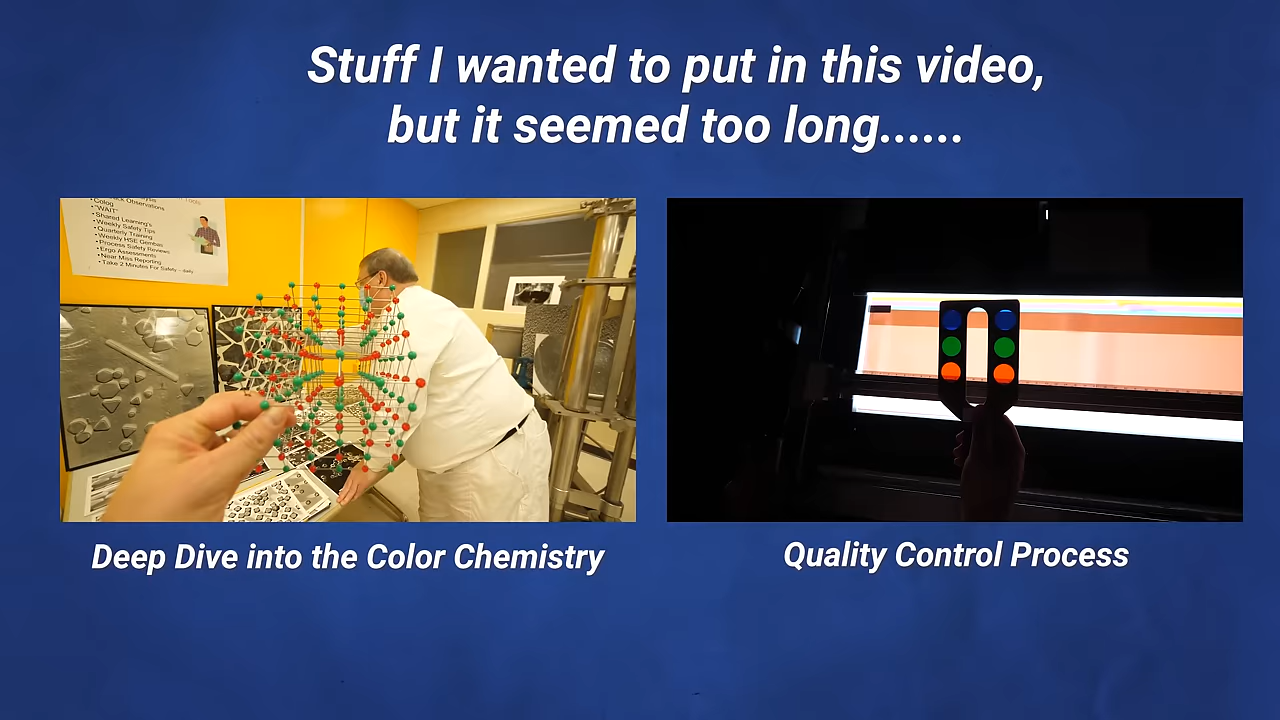 Stuff I wanted to put in this video,
but it seemed too long......
Observations
Colog
• "WAIT"
• Shared Learning's
• Weekly Safety Tips
• Quarterly Training
• Weekly HSE Gembas
• Process Safety Reviews
• Ergo Assessments
• Near Miss Reporting
• Take 2 Minutes For Safety – daily
Deep Dive into the Color Chemistry
Quality Control Process